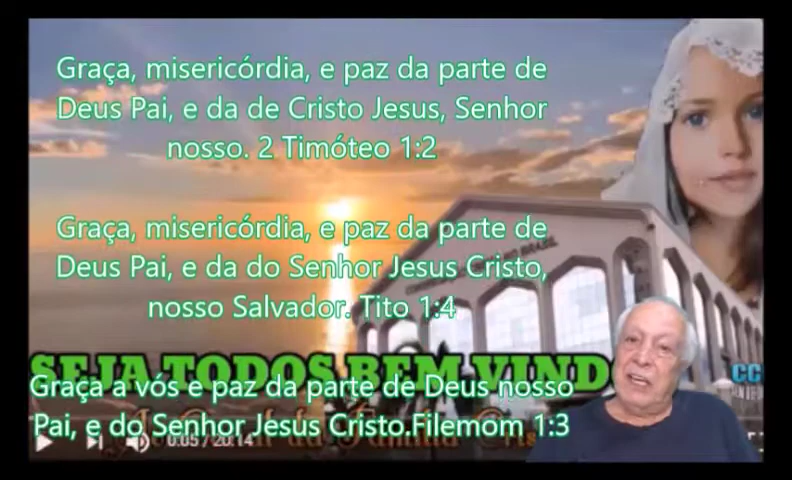 Graça, misericórdia, e paz da parte de
Deus Pai, e da de Cristo Jesus, Senhor
nosso. 2 Timóteo 1:2
Graça, misericórdia, e paz da parte de
Deus Pai, e da do Senhor Jesus Cristo,
nosso Salvador. Tito 1:4
SEJA TODOS BEM VIND
CC
Graça a vós e paz da parte de Deus nosso
Pai, e do Senhor Jesus Cristo.Filemom 1:3
0:05 / 20:14